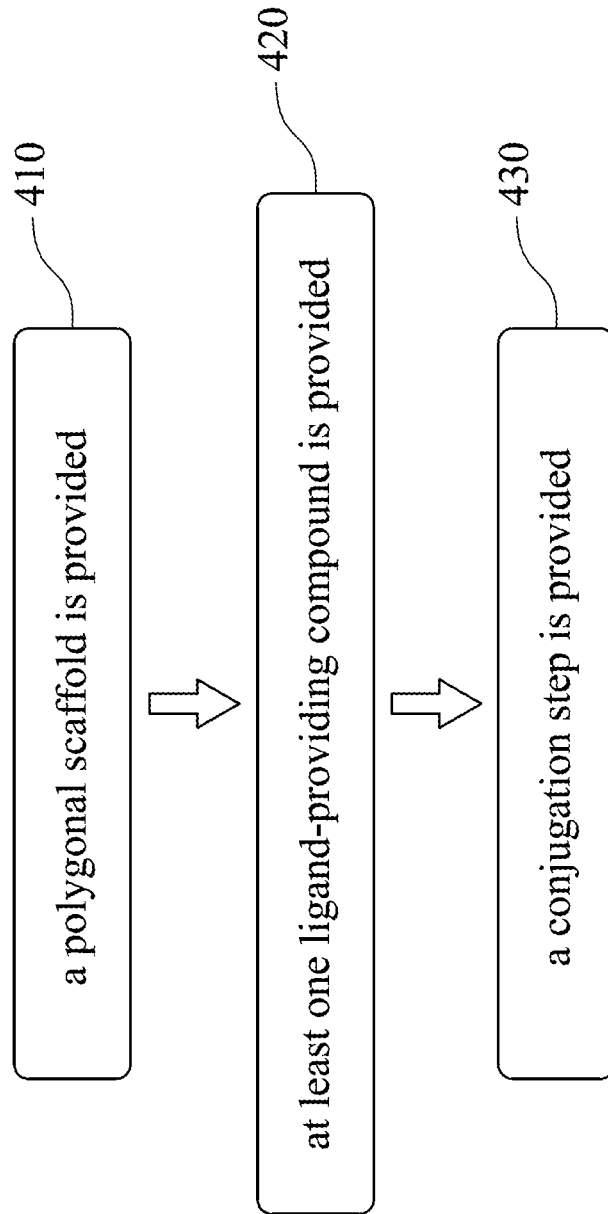 410
a polygonal scaffold is provided
420
at least one ligand-providing compound is provided
430
a conjugation step is provided